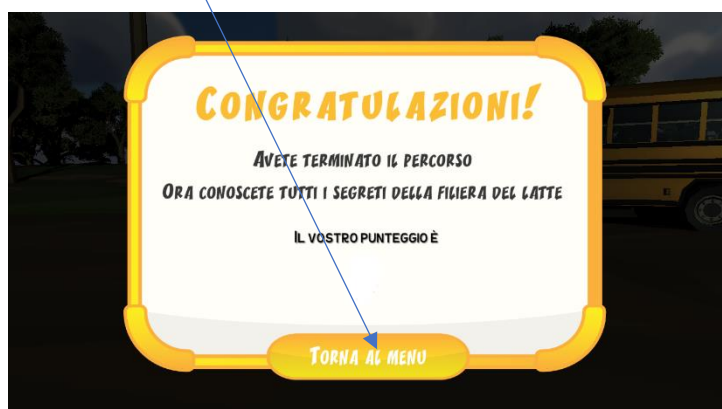 CONGRATULAZIONI!
AVETE TERMINATO IL PERCORSO
ORA CONOSCETE TUTTI I SEGRETI DELLA FILIERA DEL LATTE
IL VOSTRO PUNTEGGIO È
TORNA AL MENU